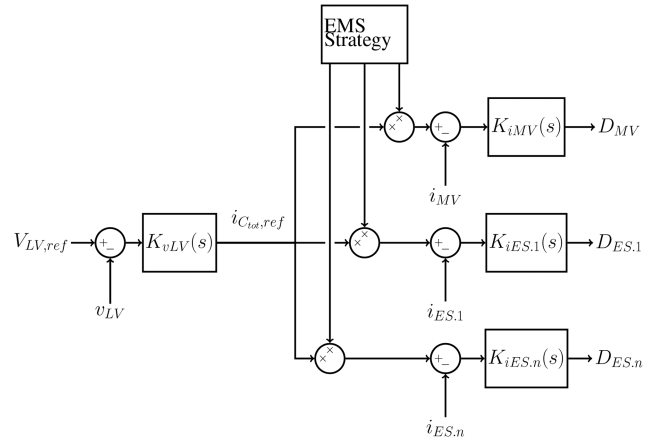 EMS
Strategy
× ×
+ −
K_{iMV}(s)
D_{MV}
i_{MV}
i_{C_{tot},ref}
V_{LV,ref}
+ −
K_{vLV}(s)
× ×
+ −
K_{iES.1}(s)
D_{ES.1}
v_{LV}
i_{ES.1}
× ×
+ −
K_{iES.n}(s)
D_{ES.n}
i_{ES.n}